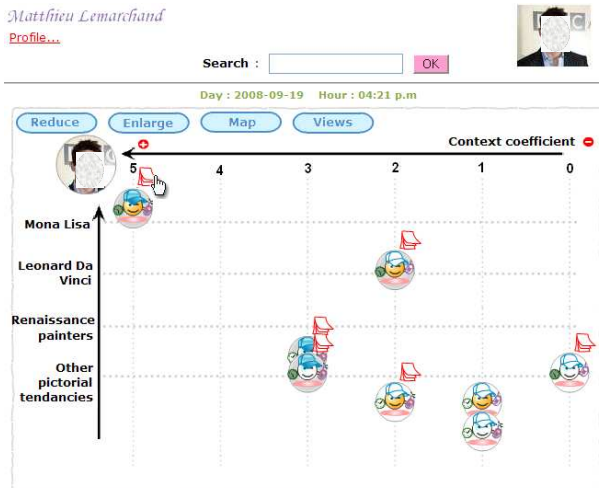 Matthieu Lemarchand
Profile...
Search :
OK
Day : 2008-09-19 Hour : 04:21 p.m
Reduce
Enlarge
Map
Views
Context coefficient
5 4 3 2 1 0
Mona Lisa
Leonard Da
Vinci
Renaissance
painters
Other
pictorial
tendancies